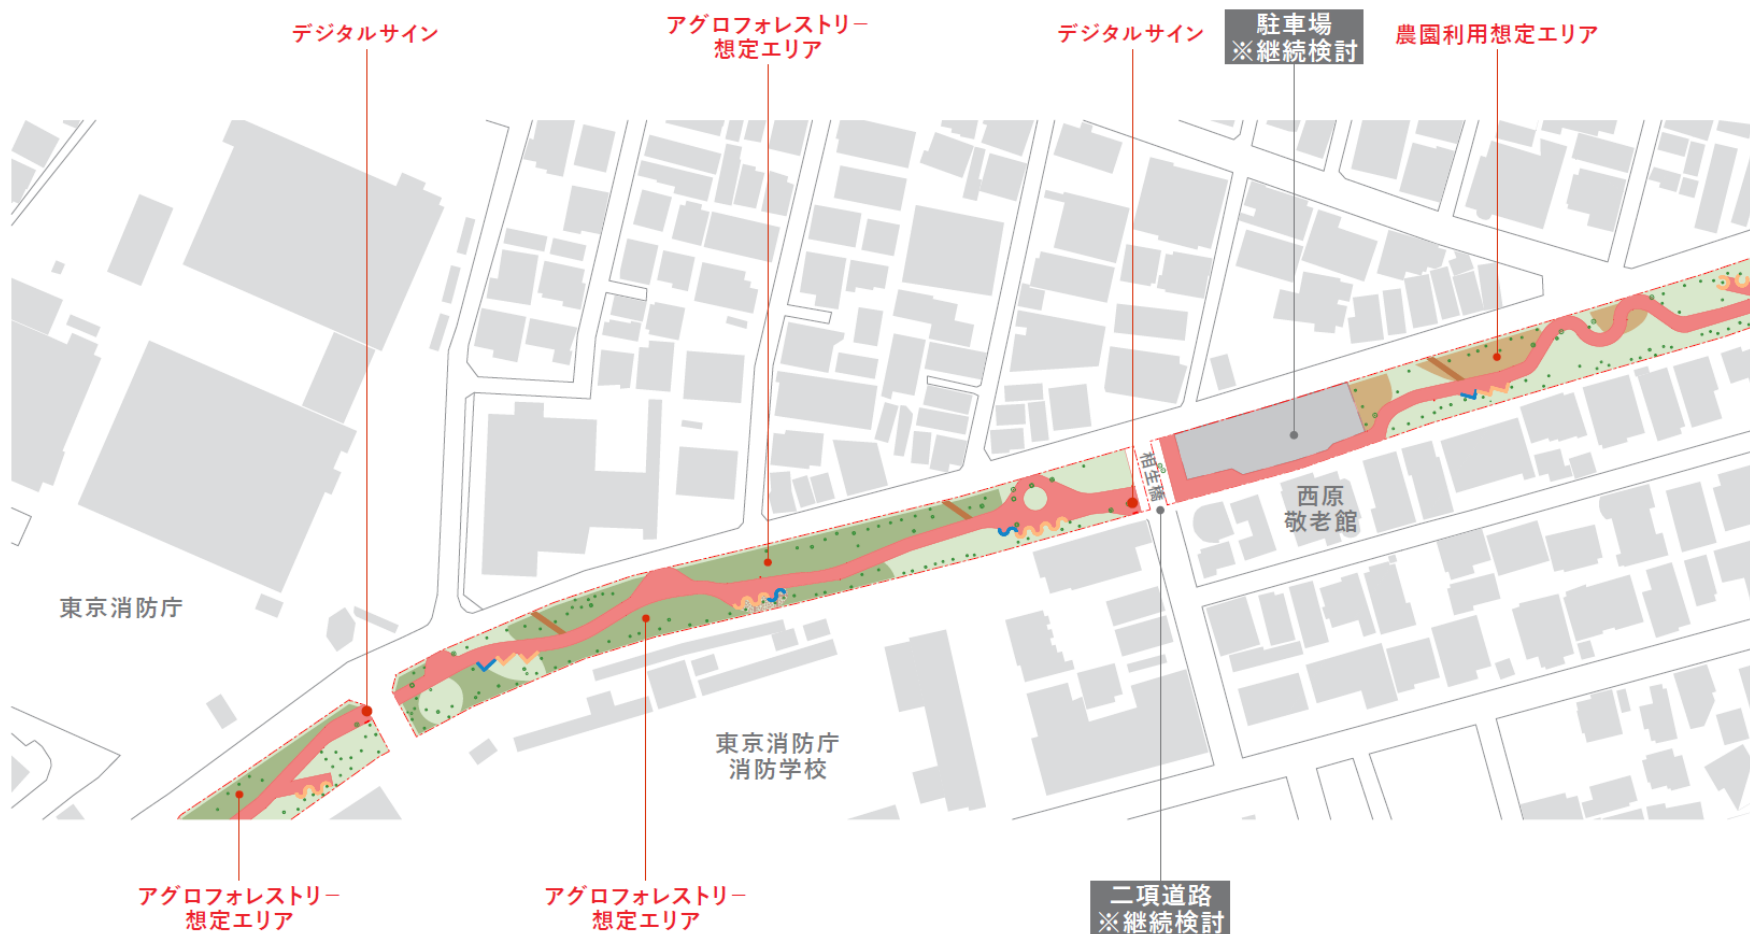 デジタルサイン
アグロフォレストリー
想定エリア
デジタルサイン
駐車場
※継続検討
農園利用想定エリア
相生橋
西原
敬老館
東京消防庁
東京消防庁
消防学校
アグロフォレストリー
想定エリア
アグロフォレストリー
想定エリア
二項道路
※継続検討